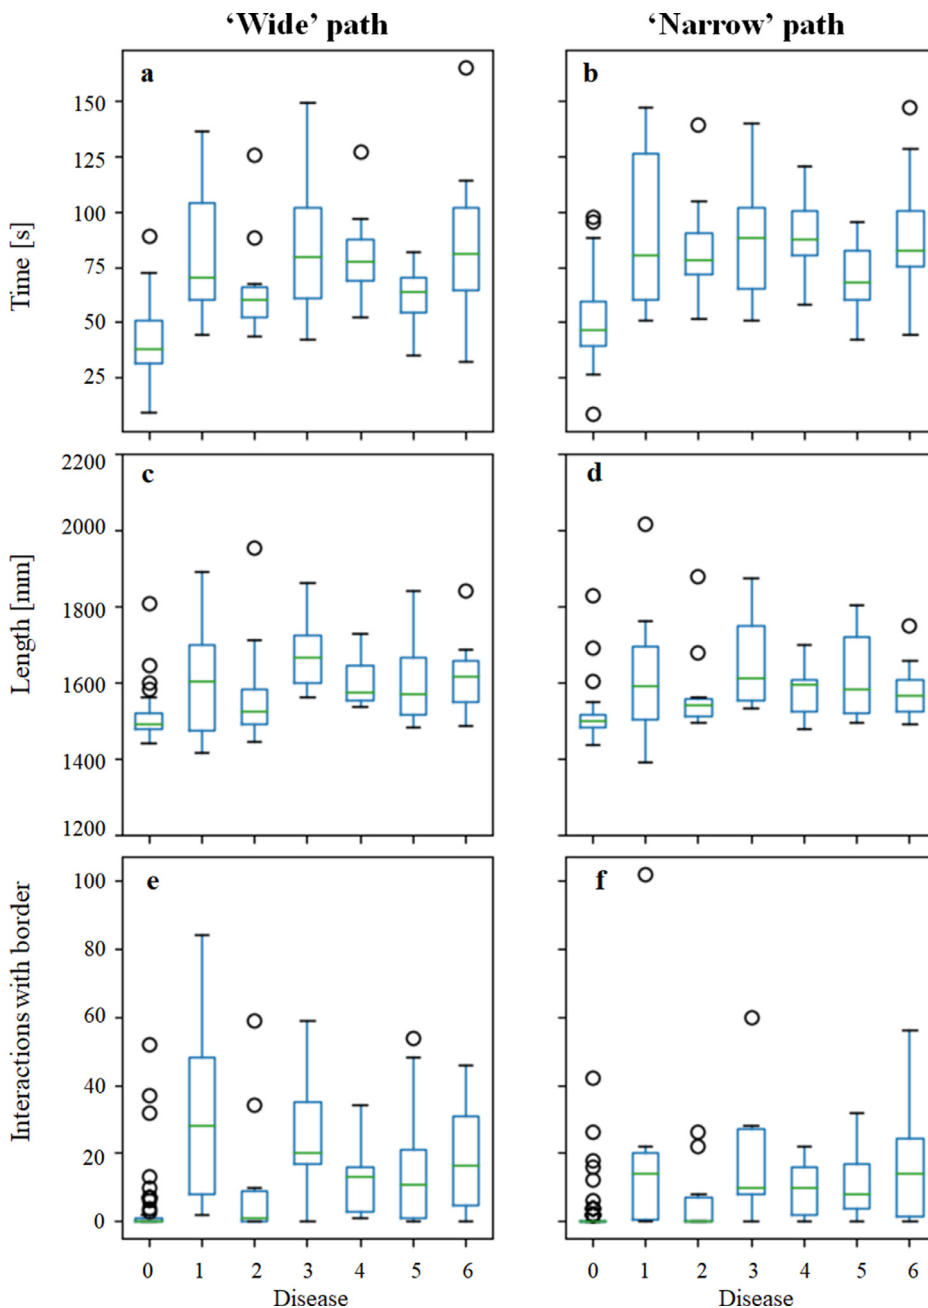 ‘Wide’ path
‘Narrow’ path
a
b
150
125
100
75
50
25
Time [s]
c
d
2200
2000
1800
1600
1400
1200
Length [mm]
e
f
100
80
60
40
20
0
Interactions with border
0 1 2 3 4 5 6
0 1 2 3 4 5 6
Disease
Disease